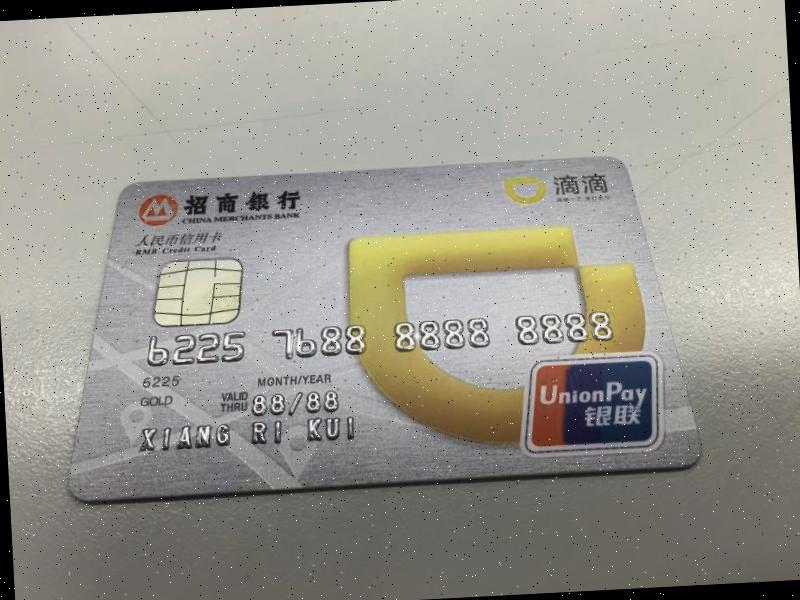 招商银行
CHINA MERCHANTS BANK
滴滴
人民币信用卡
RMB Credit Card
6225 7688 8888 8888
6225
MONTH/YEAR
GOLD
VALID THRU 88/88
XIANG RI KUI
UnionPay
银联